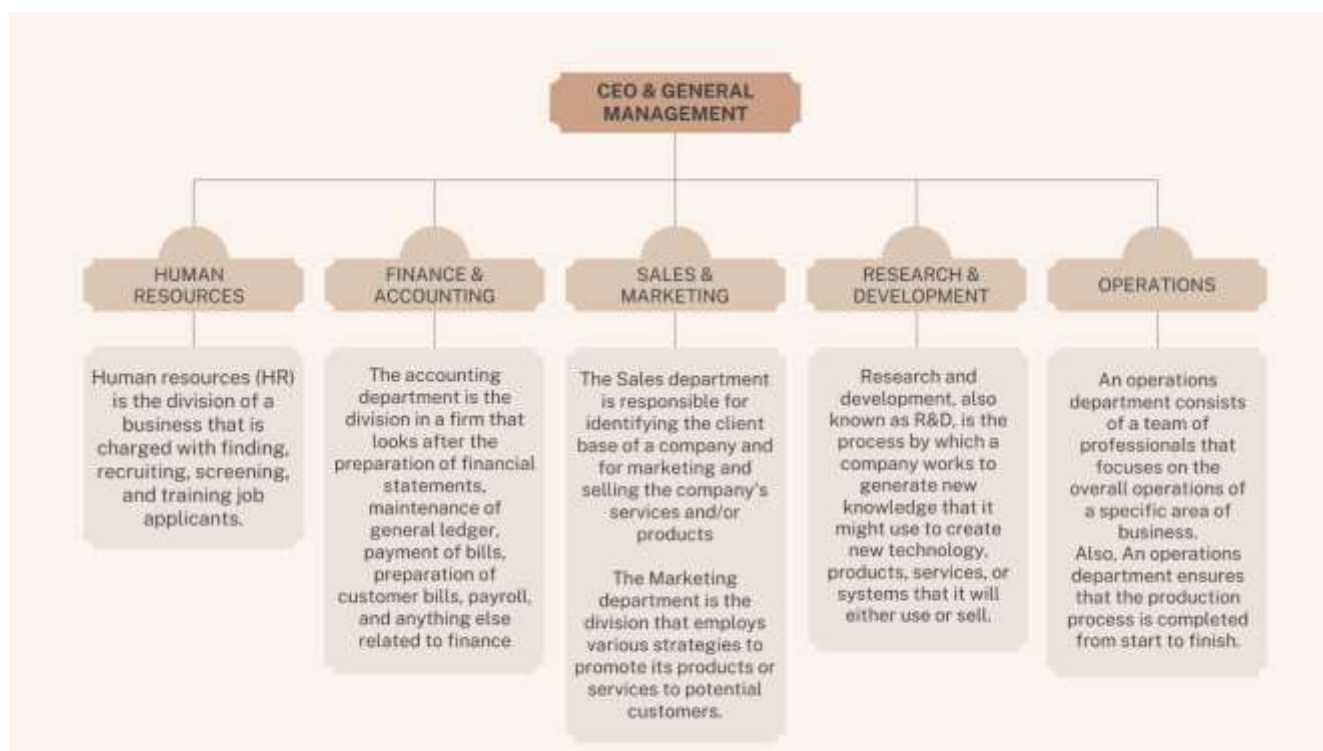 CEO & GENERAL
MANAGEMENT
HUMAN
RESOURCES
Human resources (HR)
is the division of a
business that is
charged with finding,
recruiting, screening,
and training job
applicants.
FINANCE &
ACCOUNTING
The accounting
department is the
division in a firm that
looks after the
preparation of financial
statements,
maintenance of
general ledger,
payment of bills,
preparation of
customer bills, payroll,
and anything else
related to finance
SALES &
MARKETING
The Sales department
is responsible for
identifying the client
base of a company and
for marketing and
selling the company's
services and/or
products
The Marketing
department is the
division that employs
various strategies to
promote its products or
services to potential
customers.
RESEARCH &
DEVELOPMENT
Research and
development, also
known as R&D, is the
process by which a
company works to
generate new
knowledge that it
might use to create
new technology,
products, services, or
systems that it will
either use or sell.
OPERATIONS
An operations
department consists
of a team of
professionals that
focuses on the
overall operations of
a specific area of
business.
Also, An operations
department ensures
that the production
process is completed
from start to finish.